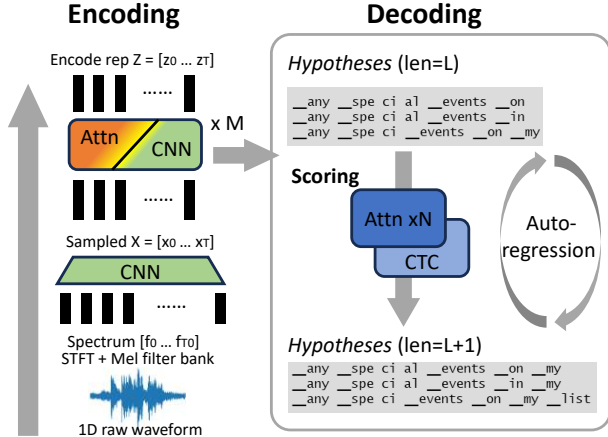 Encoding
Encode rep Z = [z0 ... zT]
......
Attn
CNN
x M
......
Sampled X = [x0 ... xT]
CNN
......
Spectrum [f0 ... fT0]
STFT + Mel filter bank
1D raw waveform
Decoding
Hypotheses (len=L)
__any __spe ci al __events __on
__any __spe ci al __events __in
__any __spe ci __events __on __my
Scoring
Attn xN
CTC
Auto-
regression
Hypotheses (len=L+1)
__any __spe ci al __events __on __my
__any __spe ci al __events __in __my
__any __spe ci __events __on __my __list